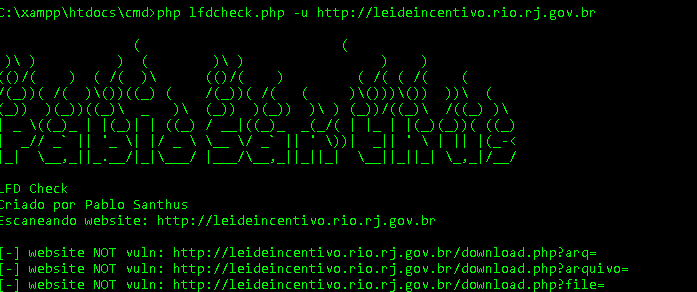 C:\xampp\htdocs\cmd>php lfdcheck.php -u http://leideincentivo.rio.rj.gov.br
Pablo Santhus
LFD Check
Criado por Pablo Santhus
Escaneando website: http://leideincentivo.rio.rj.gov.br
[-] website NOT vuln: http://leideincentivo.rio.rj.gov.br/download.php?arq=
[-] website NOT vuln: http://leideincentivo.rio.rj.gov.br/download.php?arquivo=
[-] website NOT vuln: http://leideincentivo.rio.rj.gov.br/download.php?file=